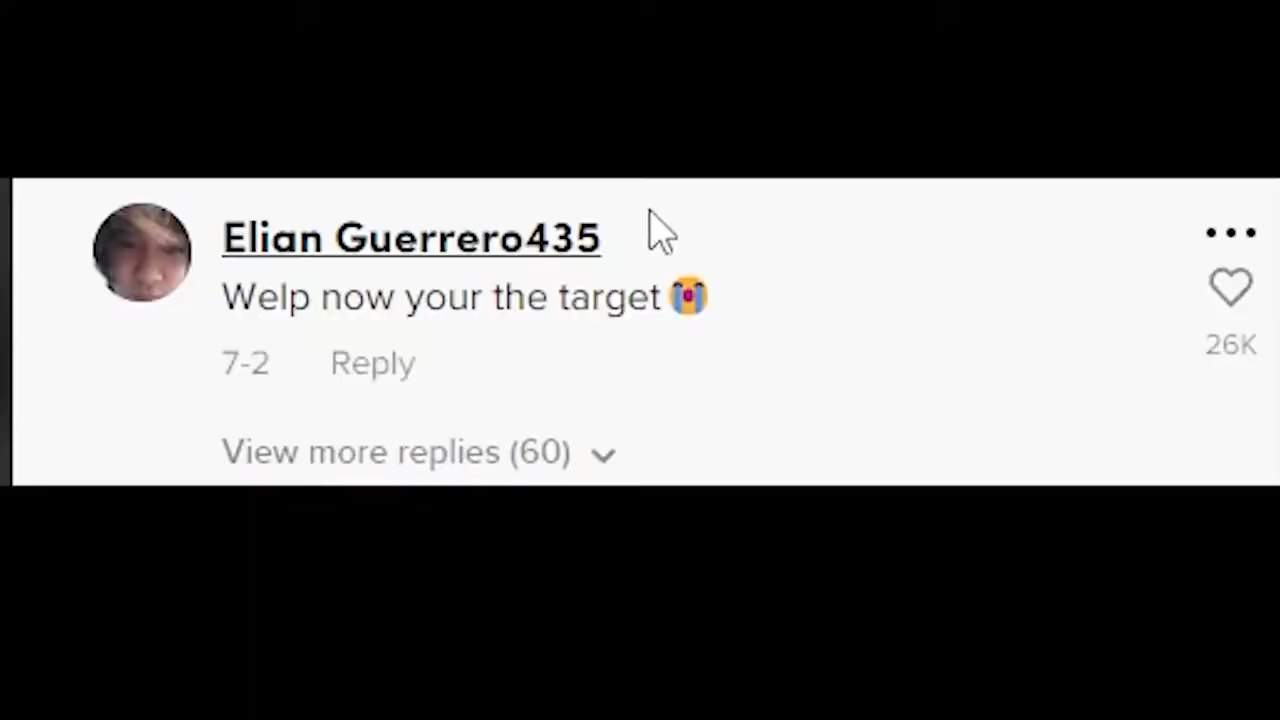 Elian Guerrero435
Welp now your the target 😭
7-2 Reply
26K
View more replies (60)